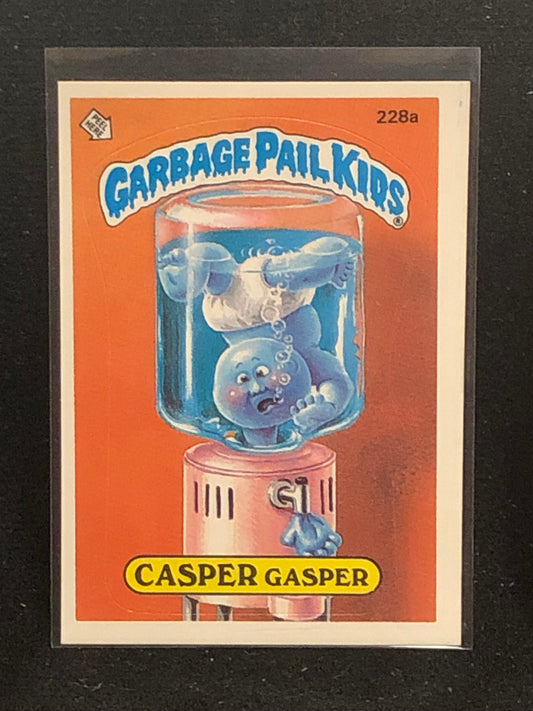 PEEL
HERE
228a
GARBAGE PAIL KIDS®
CASPER GASPER